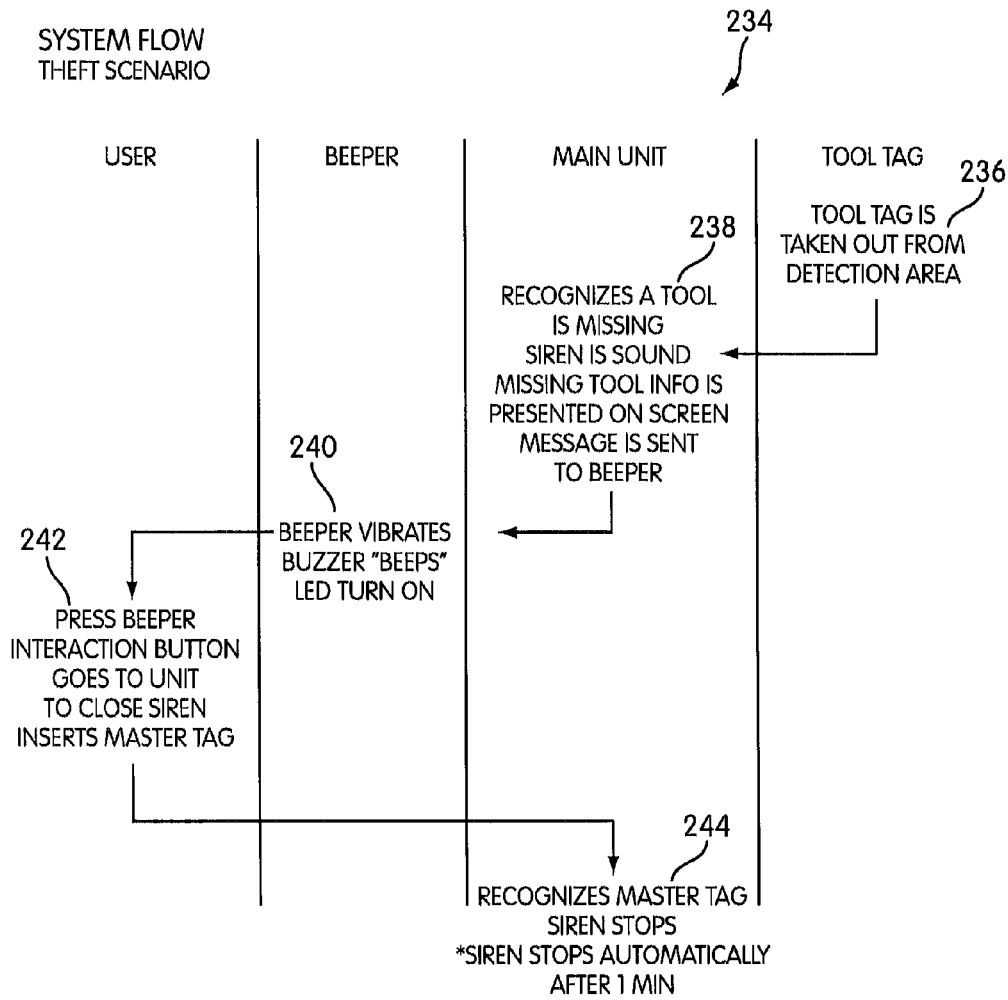 SYSTEM FLOW
THEFT SCENARIO
234
USER
BEEPER
MAIN UNIT
TOOL TAG
236
TOOL TAG IS
TAKEN OUT FROM
DETECTION AREA
238
RECOGNIZES A TOOL
IS MISSING
SIREN IS SOUND
MISSING TOOL INFO IS
PRESENTED ON SCREEN
MESSAGE IS SENT
TO BEEPER
240
BEEPER VIBRATES
BUZZER "BEEPS"
LED TURN ON
242
PRESS BEEPER
INTERACTION BUTTON
GOES TO UNIT
TO CLOSE SIREN
INSERTS MASTER TAG
244
RECOGNIZES MASTER TAG
SIREN STOPS
*SIREN STOPS AUTOMATICALLY
AFTER 1 MIN